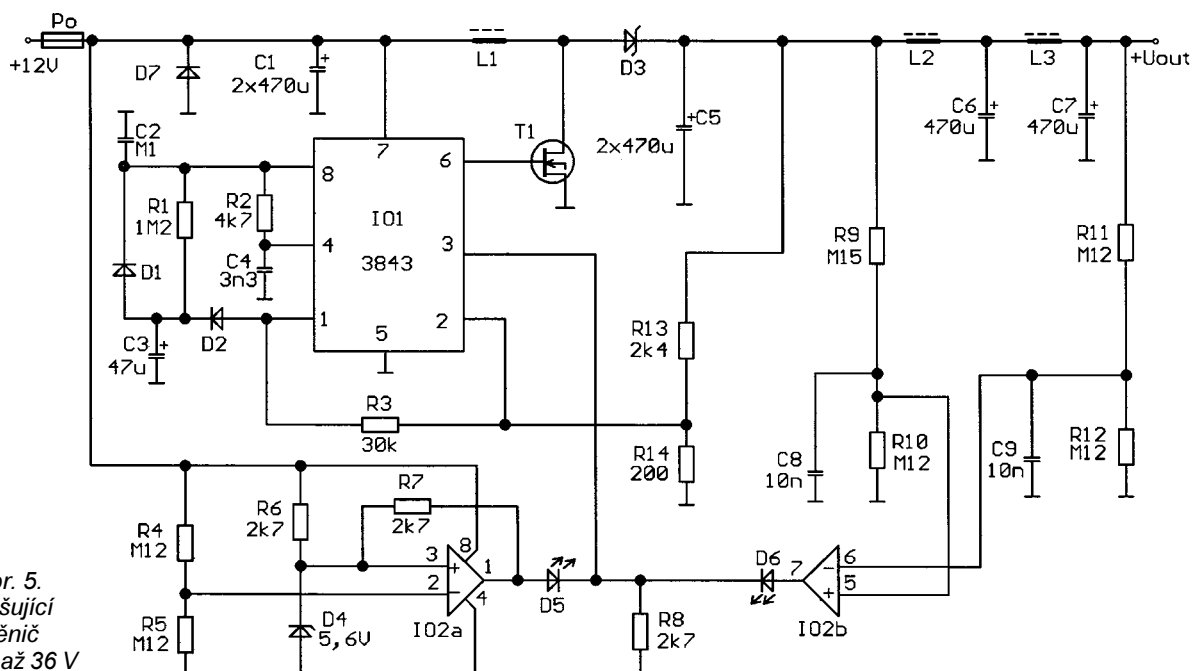 Po
+12V
D7
C1
2x470u
+
L1
D3
L2
L3
+Uout
C2
M1
T1
+C5
2x470u
C6
470u
+
C7
470u
+
7
8
6
R1
1M2
R2
4k7
IO1
4
3
3843
C4
3n3
D1
R9
M15
R11
M12
1
2
5
D2
C3
47u
+
R13
2k4
R3
30k
R14
200
C8
10n
R10
M12
C9
10n
R12
M12
R6
2k7
R7
2k7
R4
M12
3
+
8
1
2
-
4
D5
D6
7
-
6
+
5
R5
M12
D4
5,6V
IO2a
R8
2k7
IO2b
r. 5.
šující
ěnič
až 36 V